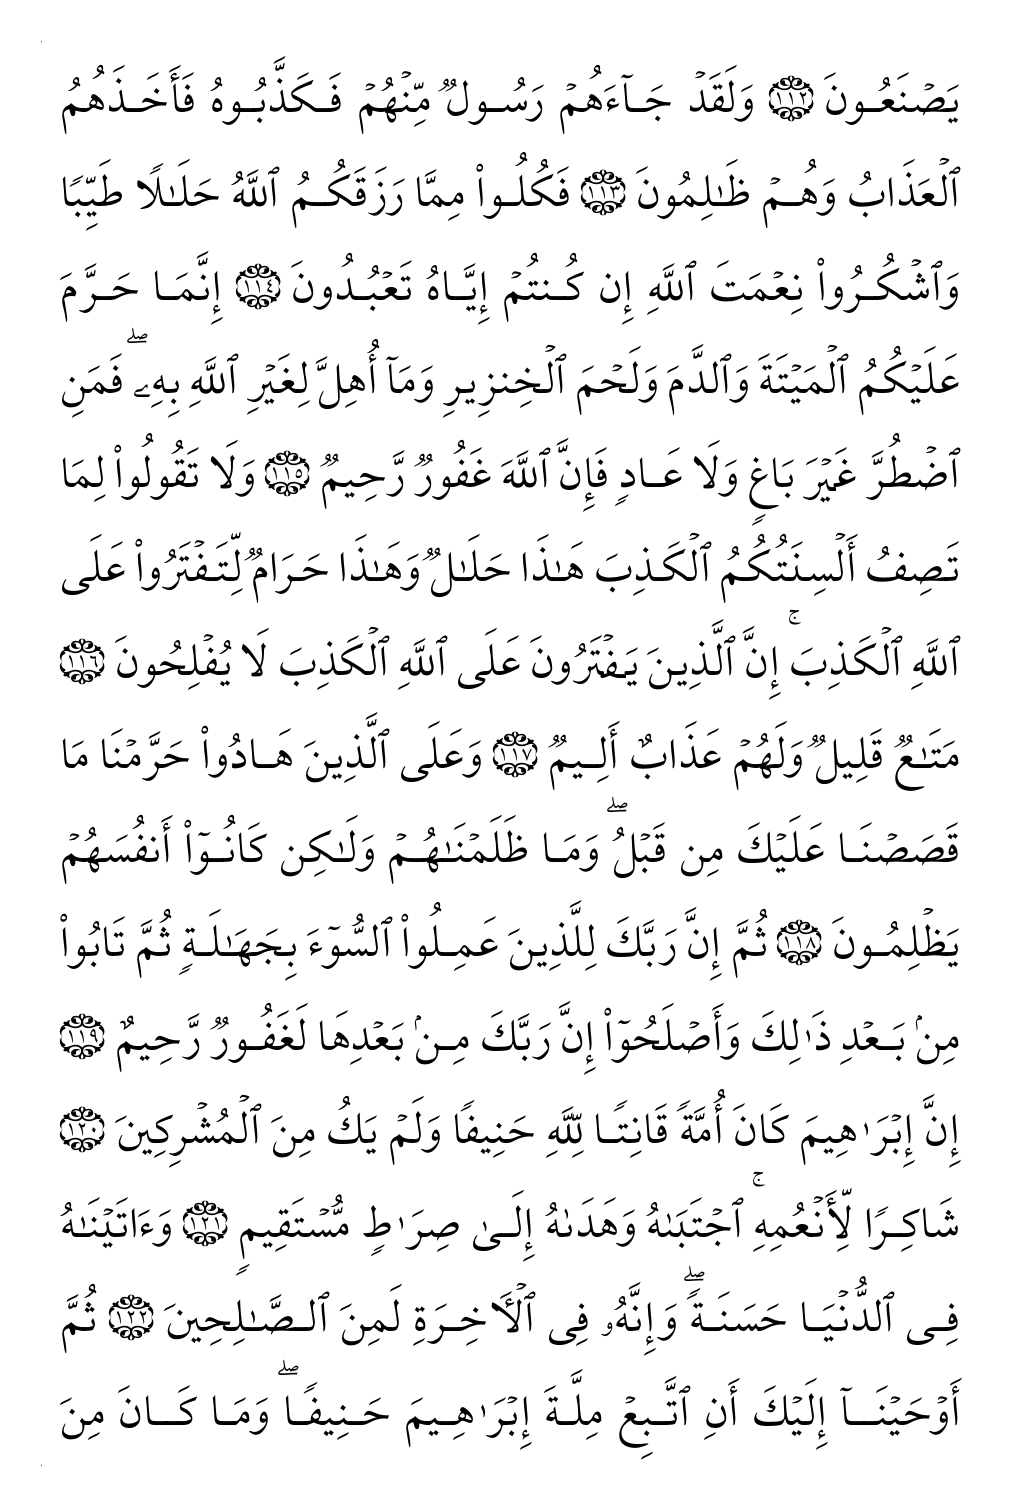 يَصْنَعُونَ ١١٢ وَلَقَدْ جَآءَهُمْ رَسُولٌ مِّنْهُمْ فَكَذَّبُوهُ فَأَخَذَهُمُ
ٱلْعَذَابُ وَهُمْ ظَٰلِمُونَ ١١٣ فَكُلُوا۟ مِمَّا رَزَقَكُمُ ٱللَّهُ حَلَٰلًا طَيِّبًا
وَٱشْكُرُوا۟ نِعْمَتَ ٱللَّهِ إِن كُنتُمْ إِيَّاهُ تَعْبُدُونَ ١١٤ إِنَّمَا حَرَّمَ
عَلَيْكُمُ ٱلْمَيْتَةَ وَٱلدَّمَ وَلَحْمَ ٱلْخِنزِيرِ وَمَآ أُهِلَّ لِغَيْرِ ٱللَّهِ بِهِۦ ۖ فَمَنِ
ٱضْطُرَّ غَيْرَ بَاغٍ وَلَا عَادٍ فَإِنَّ ٱللَّهَ غَفُورٌ رَّحِيمٌ ١١٥ وَلَا تَقُولُوا۟ لِمَا
تَصِفُ أَلْسِنَتُكُمُ ٱلْكَذِبَ هَٰذَا حَلَٰلٌ وَهَٰذَا حَرَامٌ لِّتَفْتَرُوا۟ عَلَى
ٱللَّهِ ٱلْكَذِبَ ۚ إِنَّ ٱلَّذِينَ يَفْتَرُونَ عَلَى ٱللَّهِ ٱلْكَذِبَ لَا يُفْلِحُونَ ١١٦
مَتَٰعٌ قَلِيلٌ وَلَهُمْ عَذَابٌ أَلِيمٌ ١١٧ وَعَلَى ٱلَّذِينَ هَادُوا۟ حَرَّمْنَا مَا
قَصَصْنَا عَلَيْكَ مِن قَبْلُ ۖ وَمَا ظَلَمْنَٰهُمْ وَلَٰكِن كَانُوٓا۟ أَنفُسَهُمْ
يَظْلِمُونَ ١١٨ ثُمَّ إِنَّ رَبَّكَ لِلَّذِينَ عَمِلُوا۟ ٱلسُّوٓءَ بِجَهَٰلَةٍ ثُمَّ تَابُوا۟
مِنۢ بَعْدِ ذَٰلِكَ وَأَصْلَحُوٓا۟ إِنَّ رَبَّكَ مِنۢ بَعْدِهَا لَغَفُورٌ رَّحِيمٌ ١١٩
إِنَّ إِبْرَٰهِيمَ كَانَ أُمَّةً قَانِتًا لِّلَّهِ حَنِيفًا وَلَمْ يَكُ مِنَ ٱلْمُشْرِكِينَ ١٢٠
شَاكِرًا لِّأَنْعُمِهِ ۚ ٱجْتَبَىٰهُ وَهَدَىٰهُ إِلَىٰ صِرَٰطٍ مُّسْتَقِيمٍ ١٢١ وَءَاتَيْنَٰهُ
فِى ٱلدُّنْيَا حَسَنَةً ۖ وَإِنَّهُۥ فِى ٱلْأَخِرَةِ لَمِنَ ٱلصَّٰلِحِينَ ١٢٢ ثُمَّ
أَوْحَيْنَآ إِلَيْكَ أَنِ ٱتَّبِعْ مِلَّةَ إِبْرَٰهِيمَ حَنِيفًا ۖ وَمَا كَانَ مِنَ